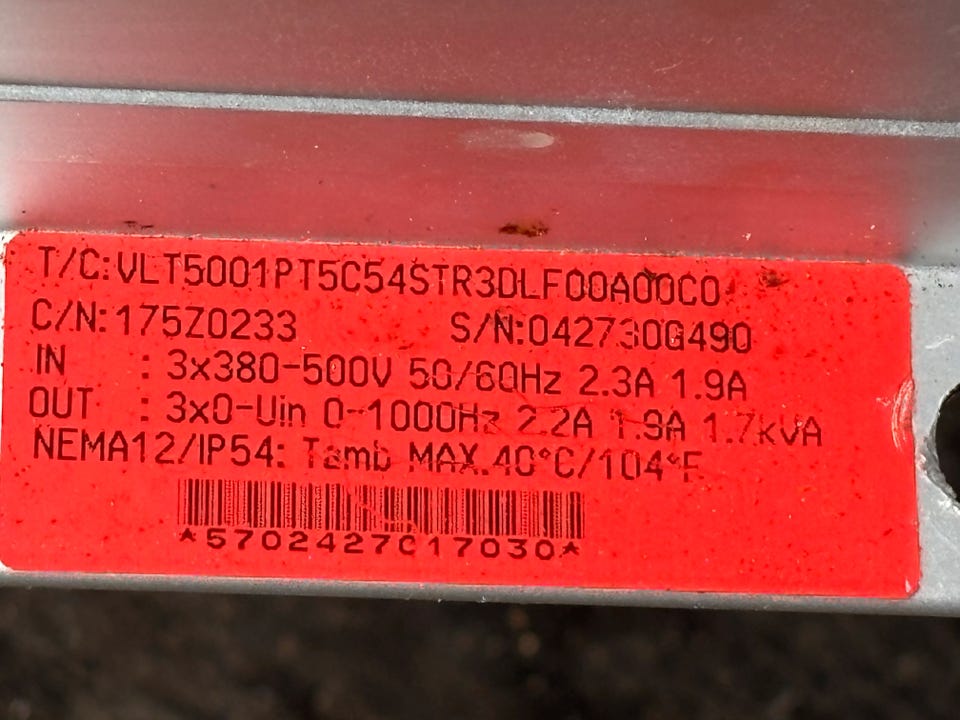 T/C:VLT5001PT5C54STR3DLF00A00C0
C/N:175Z0233 S/N:042730G490
IN : 3x380-500V 50/60Hz 2.3A 1.9A
OUT : 3x0-Uin 0-1000Hz 2.2A 1.9A 1.7kVA
NEMA12/IP54: Tamb MAX.40°C/104°F
*5702427017030*